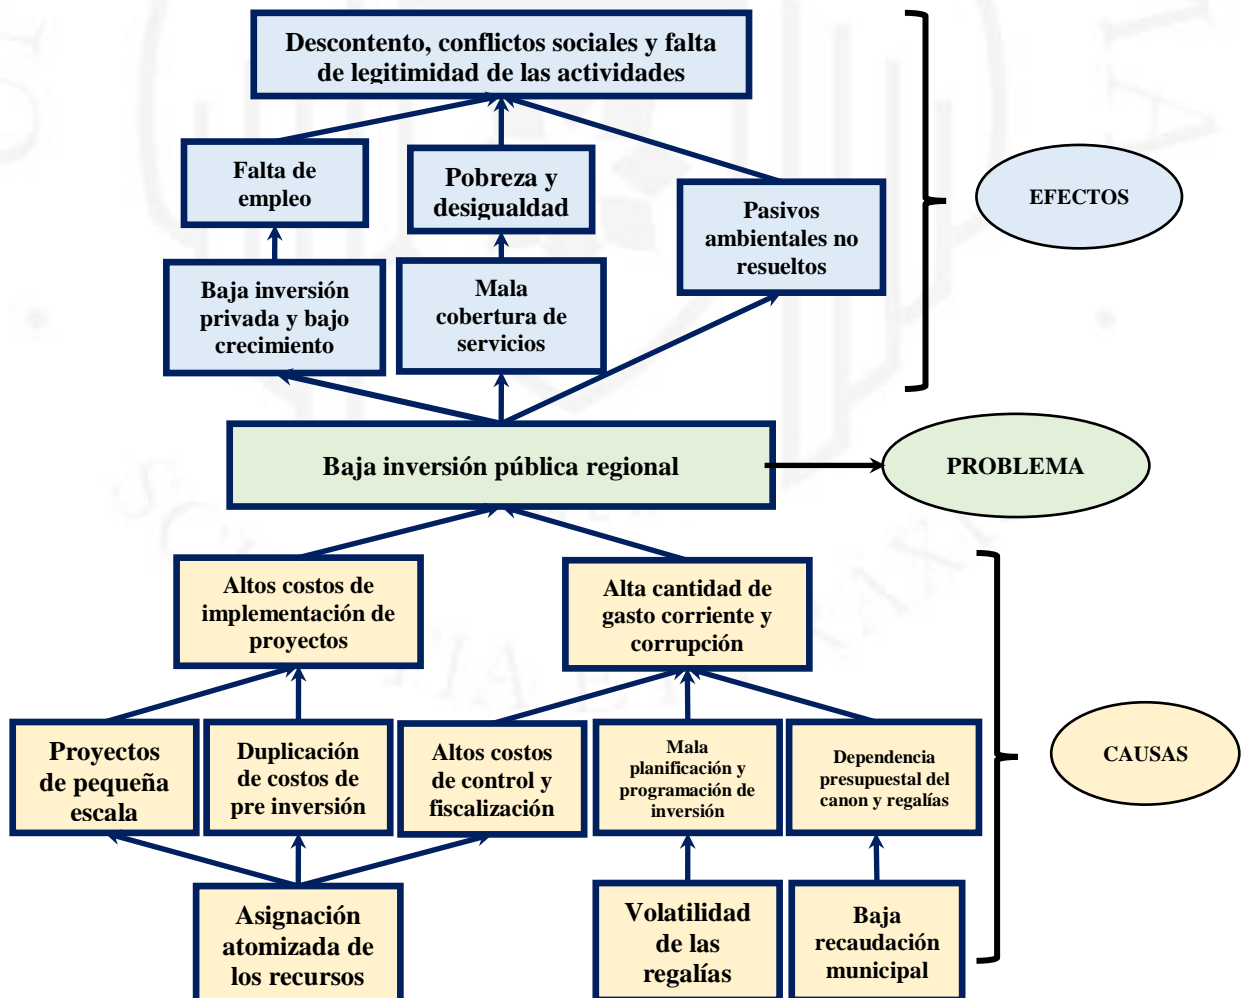 Descontento, conflictos sociales y falta
de legitimidad de las actividades
Falta de
empleo
Pobreza y
desigualdad
Pasivos
ambientales no
resueltos
EFECTOS
Baja inversión
privada y bajo
crecimiento
Mala
cobertura de
servicios
Baja inversión pública regional
PROBLEMA
Altos costos de
implementación de
proyectos
Alta cantidad de
gasto corriente y
corrupción
Proyectos
de pequeña
escala
Duplicación
de costos de
pre inversión
Altos costos
de control y
fiscalización
Mala
planificación y
programación de
inversión
Dependencia
presupuestal del
canon y regalías
CAUSAS
Asignación
atomizada de
los recursos
Volatilidad
de las
regalías
Baja
recaudación
municipal